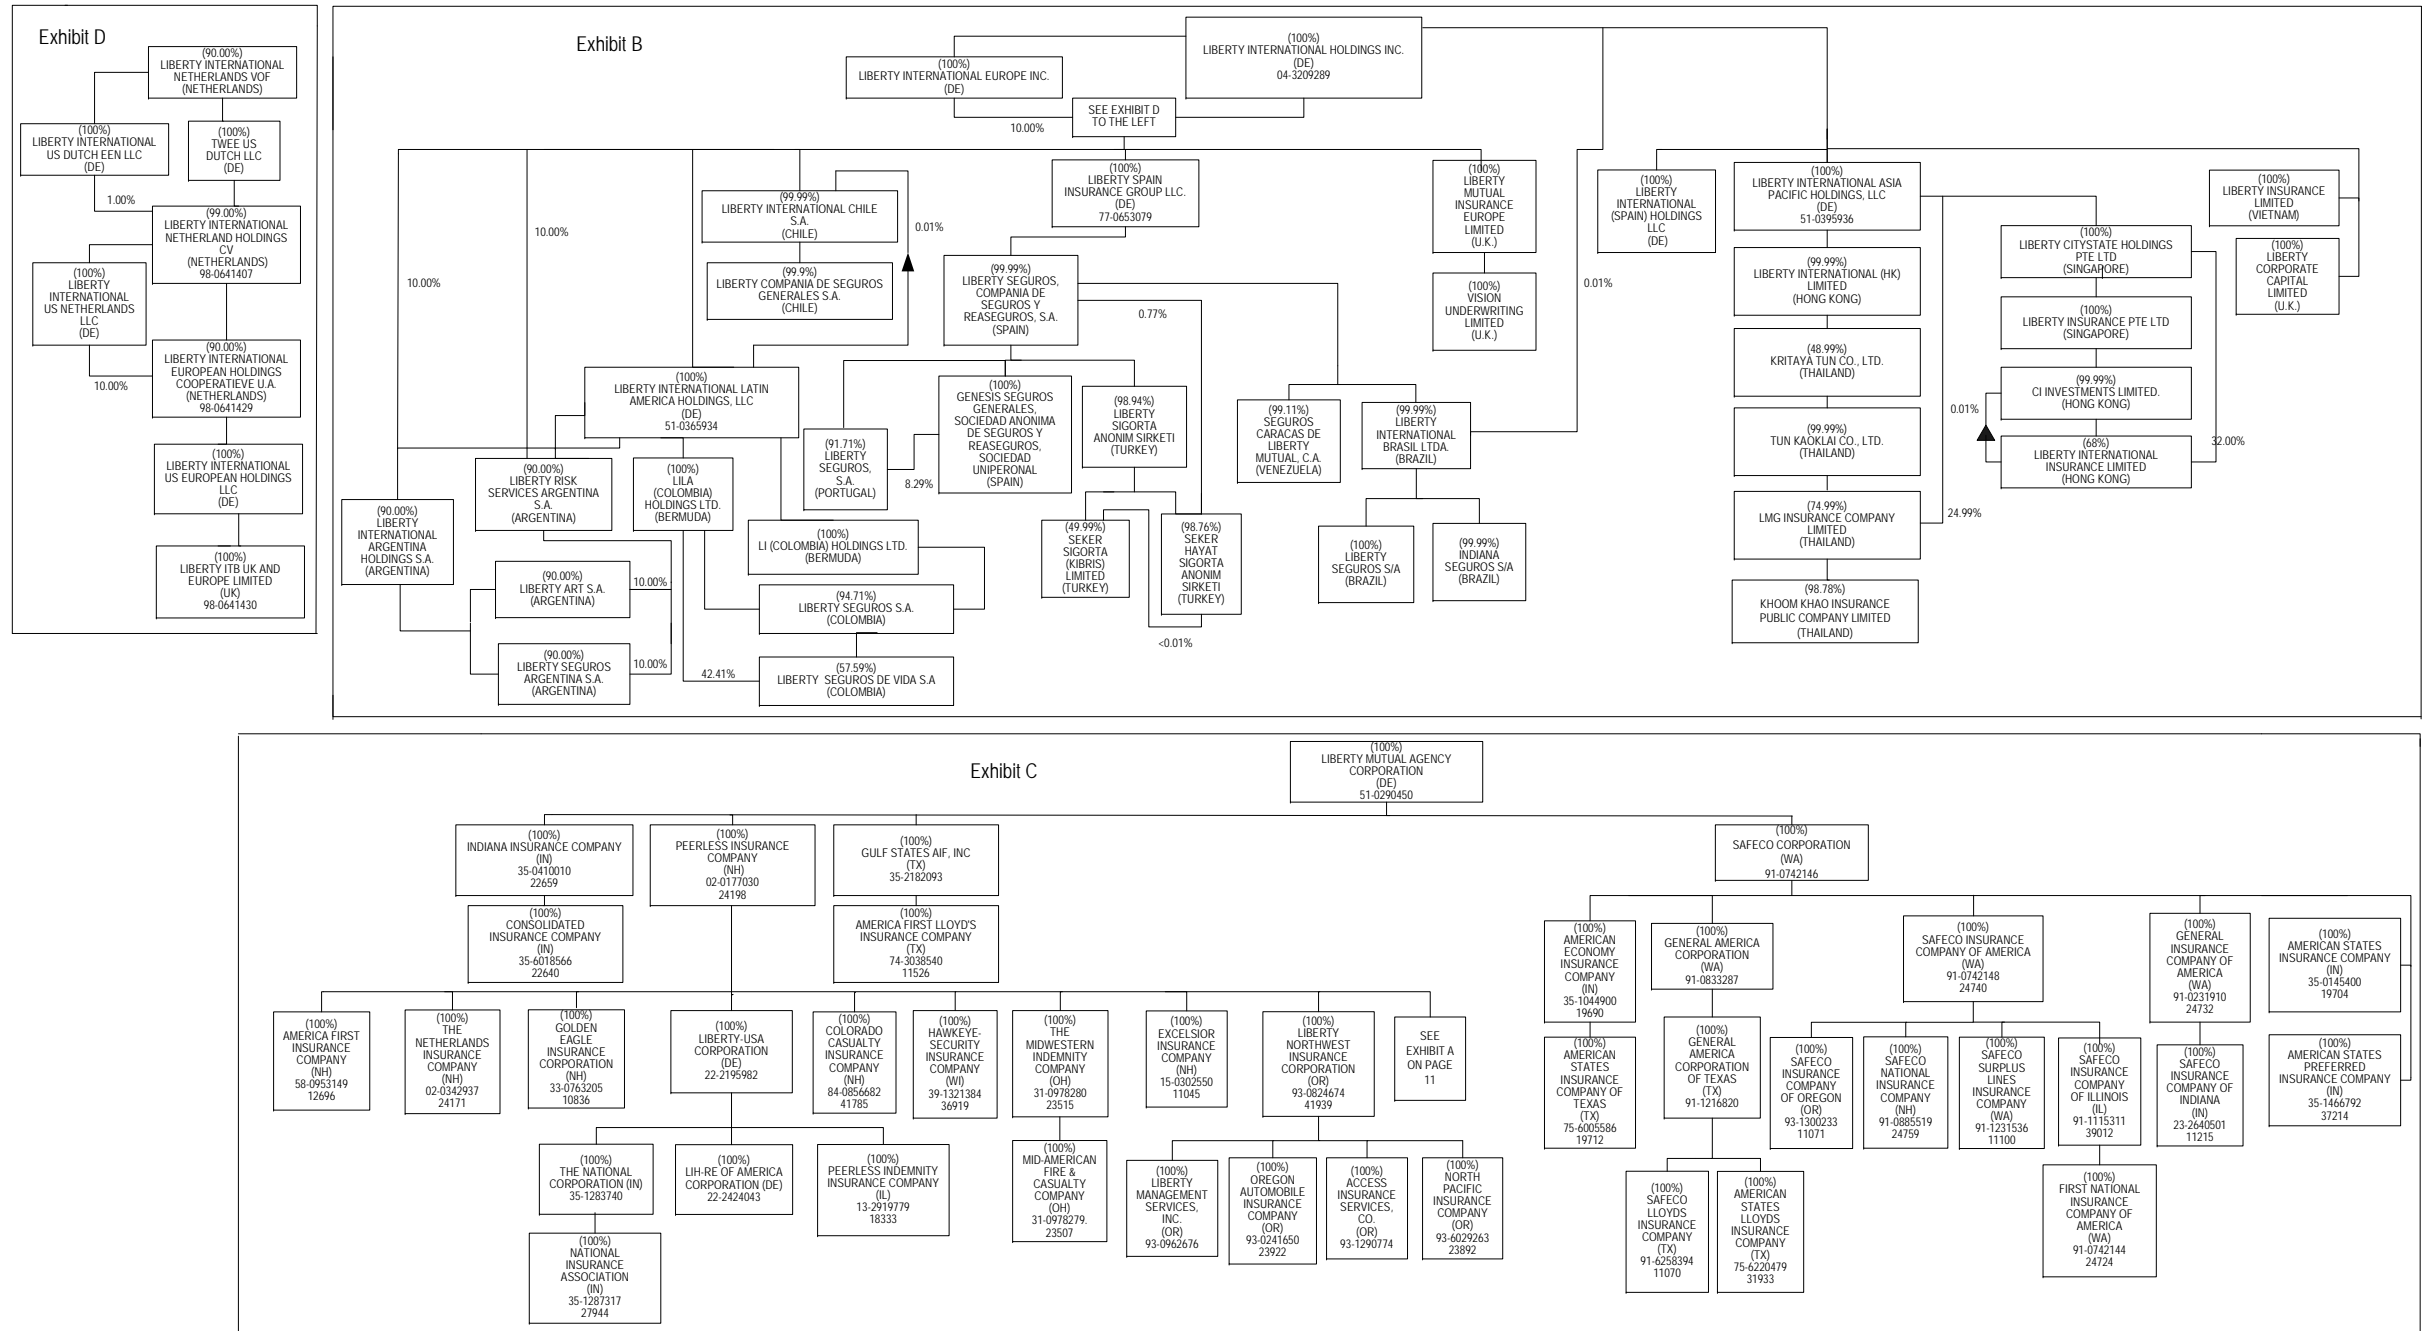 Exhibit D
(90.00%)
LIBERTY INTERNATIONAL
NETHERLANDS VOF
(NETHERLANDS)
(100%)
LIBERTY INTERNATIONAL
US DUTCH EEN LLC
(DE)
(100%)
TWEE US
DUTCH LLC
(DE)
1.00%
(99.00%)
LIBERTY INTERNATIONAL
NETHERLAND HOLDINGS
CV
(NETHERLANDS)
98-0641407
(100%)
LIBERTY
INTERNATIONAL
US NETHERLANDS
LLC
(DE)
10.00%
(90.00%)
LIBERTY INTERNATIONAL
EUROPEAN HOLDINGS
COOPERATIEVE U.A.
(NETHERLANDS)
98-0641429
(100%)
LIBERTY INTERNATIONAL
US EUROPEAN HOLDINGS
LLC
(DE)
(100%)
LIBERTY ITB UK AND
EUROPE LIMITED
(UK)
98-0641430
Exhibit B
(100%)
LIBERTY INTERNATIONAL HOLDINGS INC.
(DE)
04-3209289
(100%)
LIBERTY INTERNATIONAL EUROPE INC.
(DE)
SEE EXHIBIT D
TO THE LEFT
10.00%
10.00%
10.00%
(99.99%)
LIBERTY INTERNATIONAL CHILE
S.A.
(CHILE)
0.01%
(99.9%)
LIBERTY COMPANIA DE SEGUROS
GENERALES S.A.
(CHILE)
(100%)
LIBERTY SPAIN
INSURANCE GROUP LLC.
(DE)
77-0653079
(99.99%)
LIBERTY SEGUROS,
COMPANIA DE
SEGUROS Y
REASEGUROS, S.A.
(SPAIN)
0.77%
(100%)
LIBERTY
MUTUAL
INSURANCE
EUROPE
LIMITED
(U.K.)
(100%)
VISION
UNDERWRITING
LIMITED
(U.K.)
0.01%
(100%)
LIBERTY
INTERNATIONAL
(SPAIN) HOLDINGS
LLC
(DE)
(100%)
LIBERTY INTERNATIONAL ASIA
PACIFIC HOLDINGS, LLC
(DE)
51-0395936
(99.99%)
LIBERTY INTERNATIONAL (HK)
LIMITED
(HONG KONG)
(48.99%)
KRITAYA TUN CO., LTD.
(THAILAND)
(99.99%)
TUN KAOKLAI CO., LTD.
(THAILAND)
(74.99%)
LMG INSURANCE COMPANY
LIMITED
(THAILAND)
24.99%
(98.78%)
KHOOM KHAO INSURANCE
PUBLIC COMPANY LIMITED
(THAILAND)
(100%)
LIBERTY CITYSTATE HOLDINGS
PTE LTD
(SINGAPORE)
(100%)
LIBERTY INSURANCE PTE LTD
(SINGAPORE)
(99.99%)
CI INVESTMENTS LIMITED.
(HONG KONG)
0.01%
(68%)
LIBERTY INTERNATIONAL
INSURANCE LIMITED
(HONG KONG)
32.00%
(100%)
LIBERTY INSURANCE
LIMITED
(VIETNAM)
(100%)
LIBERTY
CORPORATE
CAPITAL
LIMITED
(U.K.)
(100%)
LIBERTY INTERNATIONAL LATIN
AMERICA HOLDINGS, LLC
(DE)
51-0365934
(91.71%)
LIBERTY
SEGUROS,
S.A.
(PORTUGAL)
8.29%
(100%)
GENESIS SEGUROS
GENERALES,
SOCIEDAD ANONIMA
DE SEGUROS Y
REASEGUROS,
SOCIEDAD
UNIPERONAL
(SPAIN)
(98.94%)
LIBERTY
SIGORTA
ANONIM SIRKETI
(TURKEY)
(99.11%)
SEGUROS
CARACAS DE
LIBERTY
MUTUAL, C.A.
(VENEZUELA)
(99.99%)
LIBERTY
INTERNATIONAL
BRASIL LTDA.
(BRAZIL)
(90.00%)
LIBERTY
INTERNATIONAL
ARGENTINA
HOLDINGS S.A.
(ARGENTINA)
(90.00%)
LIBERTY RISK
SERVICES ARGENTINA
S.A.
(ARGENTINA)
(100%)
LILA
(COLOMBIA)
HOLDINGS LTD.
(BERMUDA)
(100%)
LI (COLOMBIA) HOLDINGS LTD.
(BERMUDA)
(90.00%)
LIBERTY ART S.A.
(ARGENTINA)
10.00%
(90.00%)
LIBERTY SEGUROS
ARGENTINA S.A.
(ARGENTINA)
10.00%
(94.71%)
LIBERTY SEGUROS S.A.
(COLOMBIA)
42.41%
(57.59%)
LIBERTY SEGUROS DE VIDA S.A
(COLOMBIA)
(49.99%)
SEKER
SIGORTA
(KIBRIS)
LIMITED
(TURKEY)
(98.76%)
SEKER
HAYAT
SIGORTA
ANONIM
SIRKETI
(TURKEY)
<0.01%
(100%)
LIBERTY
SEGUROS S/A
(BRAZIL)
(99.99%)
INDIANA
SEGUROS S/A
(BRAZIL)
Exhibit C
(100%)
LIBERTY MUTUAL AGENCY
CORPORATION
(DE)
51-0290450
(100%)
INDIANA INSURANCE COMPANY
(IN)
35-0410010
22659
(100%)
PEERLESS INSURANCE
COMPANY
(NH)
02-0177030
24198
(100%)
GULF STATES AIF, INC
(TX)
35-2182093
(100%)
SAFECO CORPORATION
(WA)
91-0742146
(100%)
CONSOLIDATED
INSURANCE COMPANY
(IN)
35-6018566
22640
(100%)
AMERICA FIRST LLOYD'S
INSURANCE COMPANY
(TX)
74-3038540
11526
(100%)
AMERICA FIRST
INSURANCE
COMPANY
(NH)
58-0953149
12696
(100%)
THE
NETHERLANDS
INSURANCE
COMPANY
(NH)
02-0342937
24171
(100%)
GOLDEN
EAGLE
INSURANCE
CORPORATION
(NH)
33-0763205
10836
(100%)
LIBERTY-USA
CORPORATION
(DE)
22-2195982
(100%)
COLORADO
CASUALTY
INSURANCE
COMPANY
(NH)
84-0856682
41785
(100%)
HAWKEYE-
SECURITY
INSURANCE
COMPANY
(WI)
39-1321384
36919
(100%)
THE
MIDWESTERN
INDEMNITY
COMPANY
(OH)
31-0978280
23515
(100%)
EXCELSIOR
INSURANCE
COMPANY
(NH)
15-0302550
11045
(100%)
LIBERTY
NORTHWEST
INSURANCE
CORPORATION
(OR)
93-0824674
41939
SEE
EXHIBIT A
ON PAGE
11
(100%)
THE NATIONAL
CORPORATION (IN)
35-1283740
(100%)
LIH-RE OF AMERICA
CORPORATION (DE)
22-2424043
(100%)
PEERLESS INDEMNITY
INSURANCE COMPANY
(IL)
13-2919779
18333
(100%)
MID-AMERICAN
FIRE &
CASUALTY
COMPANY
(OH)
31-0978279.
23507
(100%)
LIBERTY
MANAGEMENT
SERVICES,
INC.
(OR)
93-0962676
(100%)
OREGON
AUTOMOBILE
INSURANCE
COMPANY
(OR)
93-0241650
23922
(100%)
ACCESS
INSURANCE
SERVICES,
CO.
(OR)
93-1290774
(100%)
NORTH
PACIFIC
INSURANCE
COMPANY
(OR)
93-6029263
23892
(100%)
NATIONAL
INSURANCE
ASSOCIATION
(IN)
35-1287317
27944
(100%)
AMERICAN
ECONOMY
INSURANCE
COMPANY
(IN)
35-1044900
19690
(100%)
GENERAL AMERICA
CORPORATION
(WA)
91-0833287
(100%)
SAFECO INSURANCE
COMPANY OF AMERICA
(WA)
91-0742148
24740
(100%)
GENERAL
INSURANCE
COMPANY OF
AMERICA
(WA)
91-0231910
24732
(100%)
AMERICAN STATES
INSURANCE COMPANY
(IN)
35-0145400
19704
(100%)
AMERICAN
STATES
INSURANCE
COMPANY OF
TEXAS
(TX)
75-6005586
19712
(100%)
GENERAL
AMERICA
CORPORATION
OF TEXAS
(TX)
91-1216820
(100%)
SAFECO
INSURANCE
COMPANY
OF OREGON
(OR)
93-1300233
11071
(100%)
SAFECO
NATIONAL
INSURANCE
COMPANY
(NH)
91-0885519
24759
(100%)
SAFECO
SURPLUS
LINES
INSURANCE
COMPANY
(WA)
91-1231536
11100
(100%)
SAFECO
INSURANCE
COMPANY
OF ILLINOIS
(IL)
91-1115311
39012
(100%)
SAFECO
INSURANCE
COMPANY OF
INDIANA
(IN)
23-2640501
11215
(100%)
AMERICAN STATES
PREFERRED
INSURANCE COMPANY
(IN)
35-1466792
37214
(100%)
SAFECO
LLOYDS
INSURANCE
COMPANY
(TX)
91-6258394
11070
(100%)
AMERICAN
STATES
LLOYDS
INSURANCE
COMPANY
(TX)
75-6220479
31933
(100%)
FIRST NATIONAL
INSURANCE
COMPANY OF
AMERICA
(WA)
91-0742144
24724